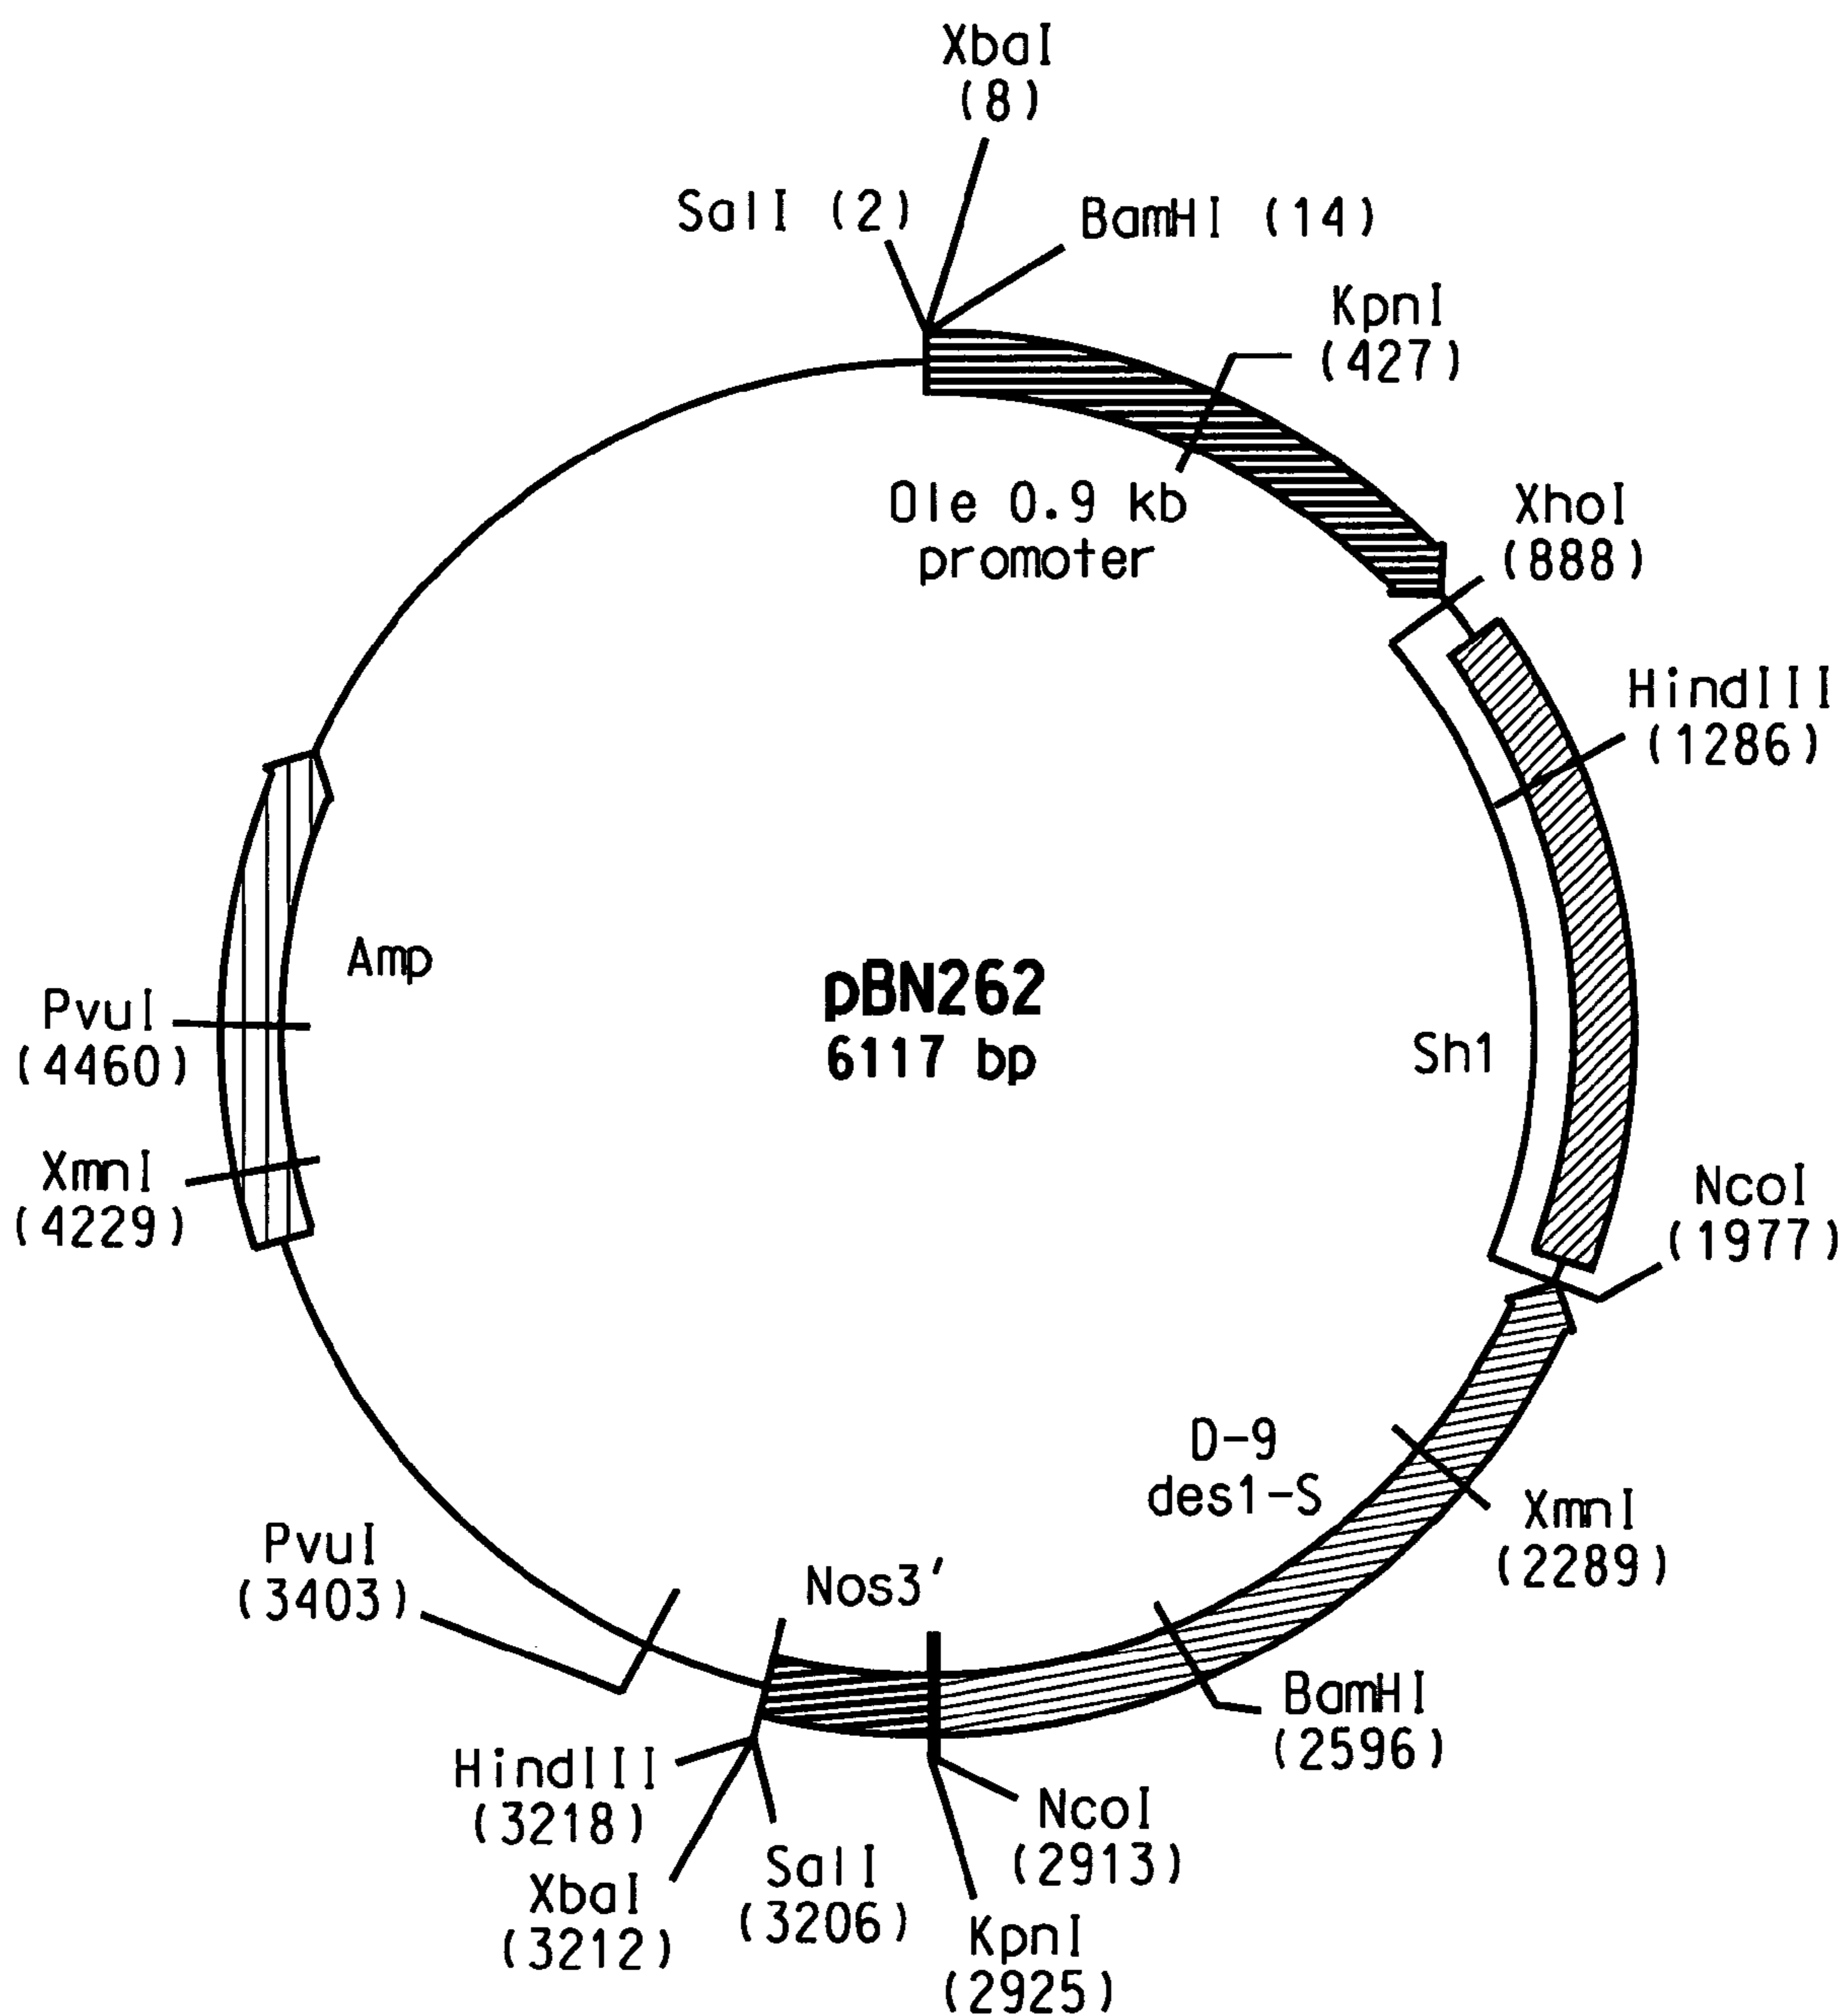 XbaI
(8)
SalI (2)
BamHI (14)
KpnI
(427)
Ole 0.9 kb
promoter
XhoI
(888)
HindIII
(1286)
Amp
pBN262
6117 bp
Sh1
PvuI
(4460)
XmnI
(4229)
NcoI
(1977)
D-9
des1-S
XmnI
(2289)
PvuI
(3403)
Nos3'
BamHI
(2596)
HindIII
(3218)
NcoI
(2913)
SalI
(3206)
XbaI
(3212)
KpnI
(2925)